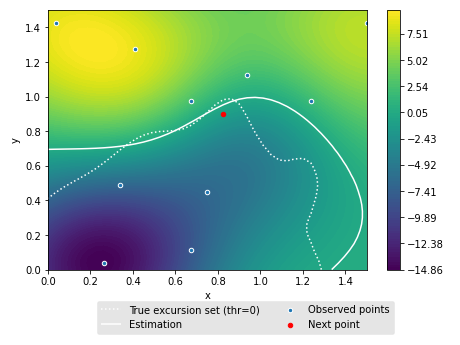 1.4
1.2
1.0
0.8
0.6
0.4
0.2
0.0
y
0.0 0.2 0.4 0.6 0.8 1.0 1.2 1.4
x
7.51
5.02
2.54
0.05
−2.43
−4.92
−7.41
−9.89
−12.38
−14.86
True excursion set (thr=0)
Estimation
Observed points
Next point